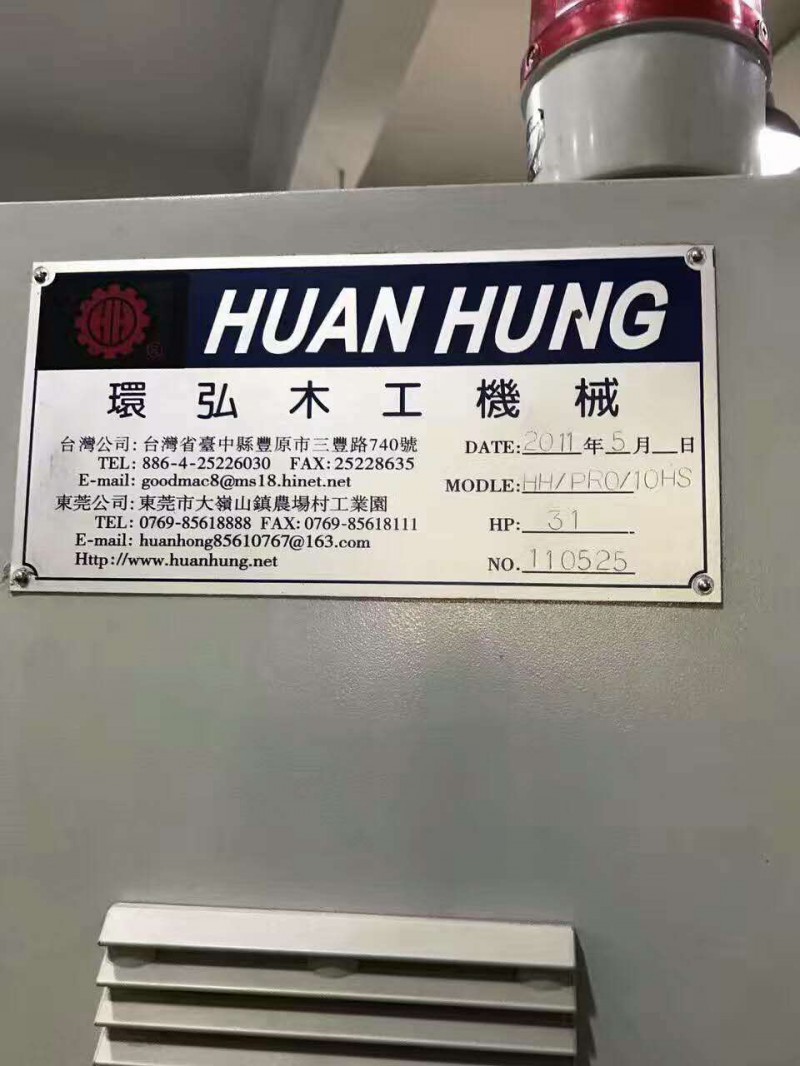 HH
HUAN HUNG
環弘木工機械
台灣公司: 台灣省臺中縣豐原市三豐路740號
TEL: 886-4-25226030 FAX: 25228635
E-mail: goodmac8@ms18.hinet.net
東莞公司: 東莞市大嶺山鎮農場村工業園
TEL: 0769-85618888 FAX: 0769-85618111
E-mail: huanhong85610767@163.com
Http://www.huanhung.net
DATE: 2011 年 5 月 日
MODLE: HH/PRO/10HS
HP: 31
NO. 110525